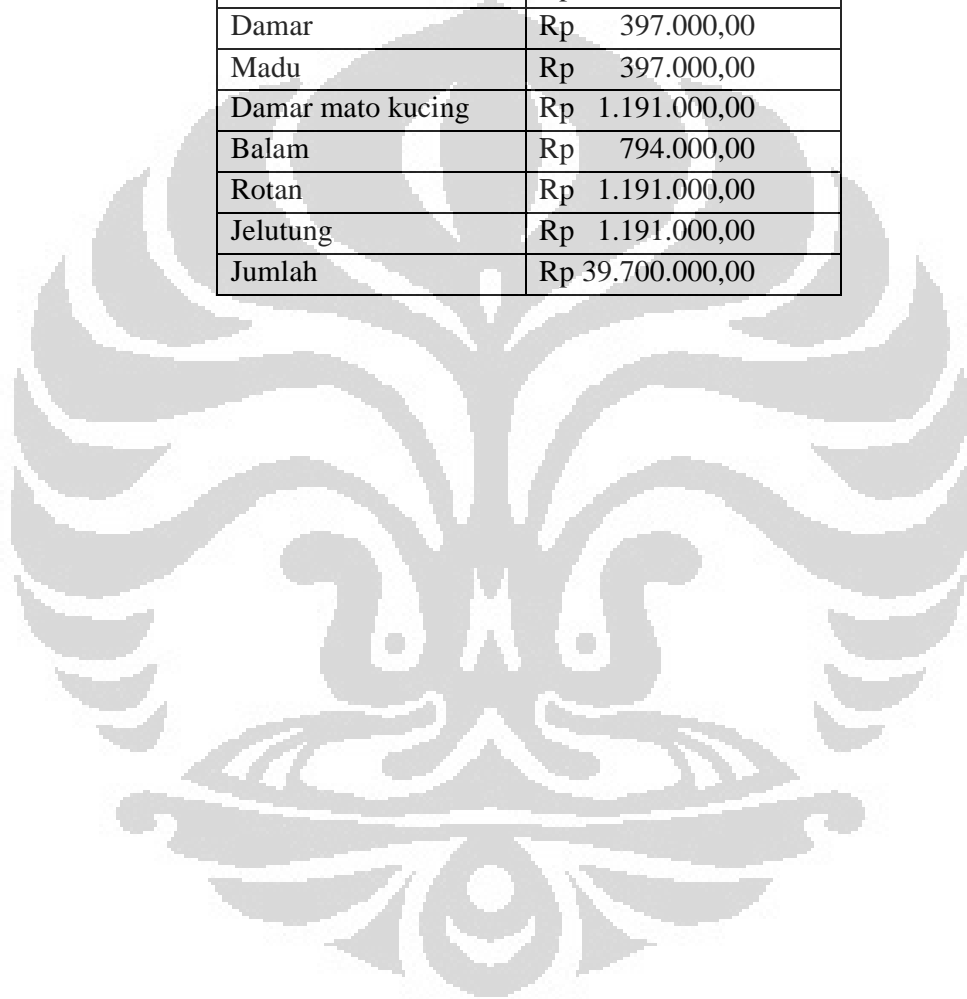 Damar Rp 397.000,00
Madu Rp 397.000,00
Damar mato kucing Rp 1.191.000,00
Balam Rp 794.000,00
Rotan Rp 1.191.000,00
Jelutung Rp 1.191.000,00
Jumlah Rp 39.700.000,00